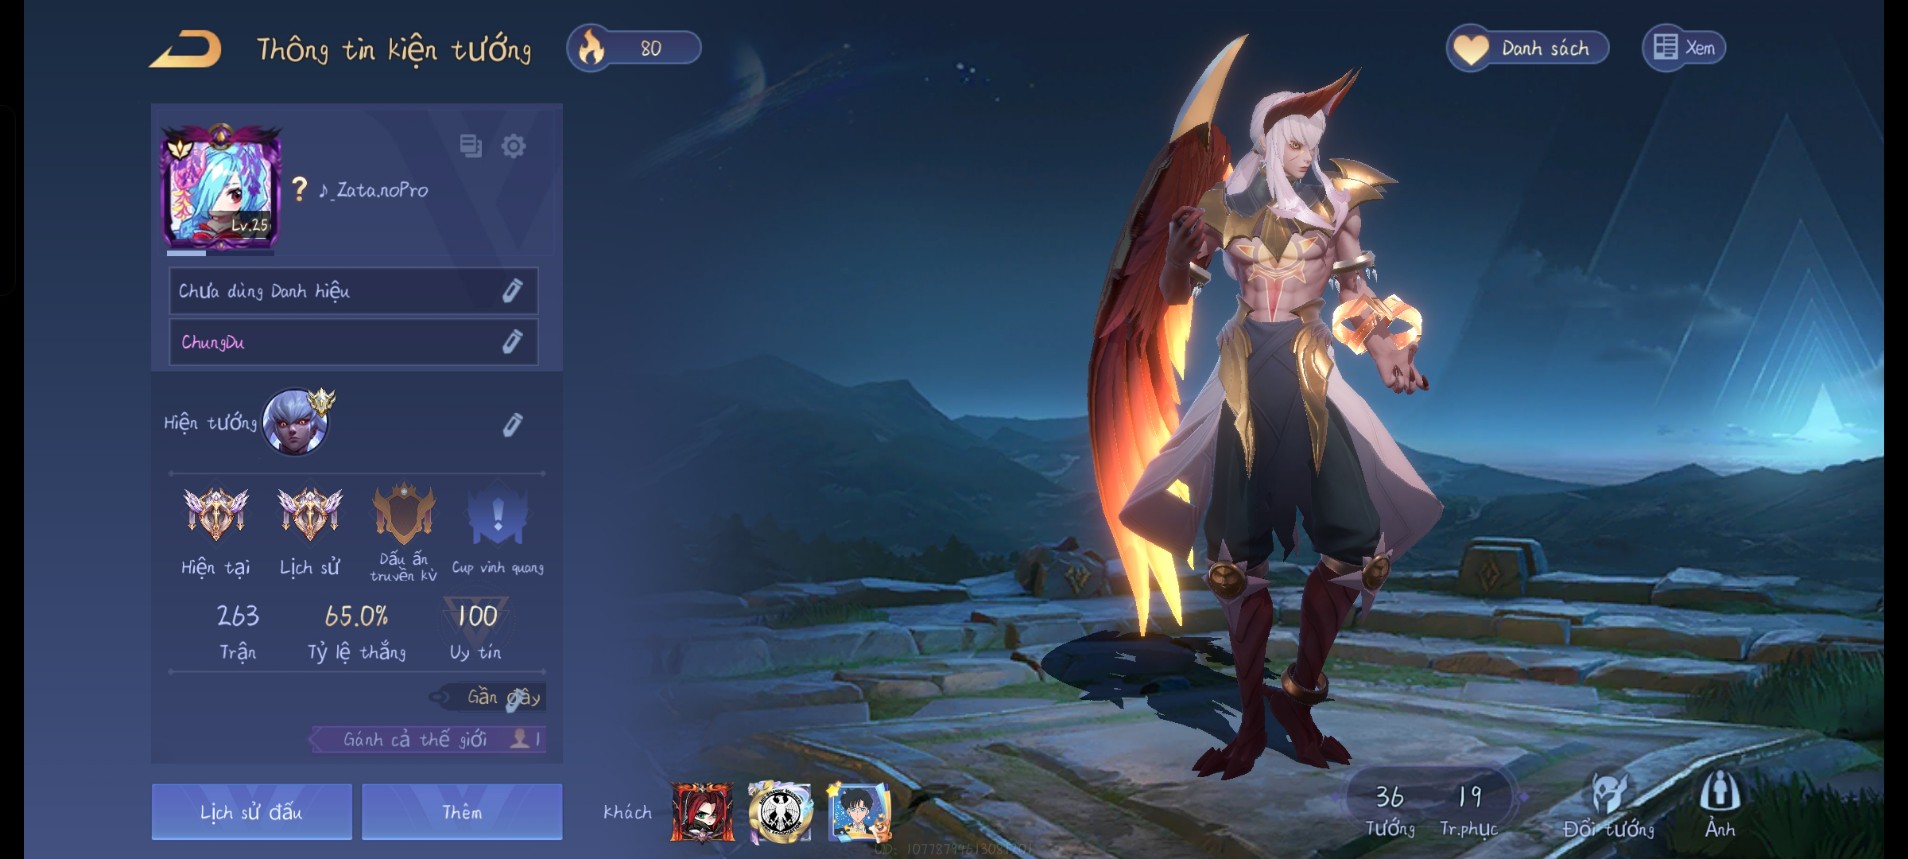 Thông tin kiện tướng
80
Danh sách
Xem
? ♪_Zata.noPro
Lv.25
Chưa dùng Danh hiệu
ChungDu
Hiện tướng
Hiện tại
Lịch sử
Dấu ấn truyền kỳ
Cup vinh quang
263
65.0%
100
Trận
Tỷ lệ thắng
Uy tín
Gần đây
Gánh cả thế giới 1
Lịch sử đấu
Thêm
Khách
36
19
Tướng
Tr.phục
Đổi tướng
Ảnh